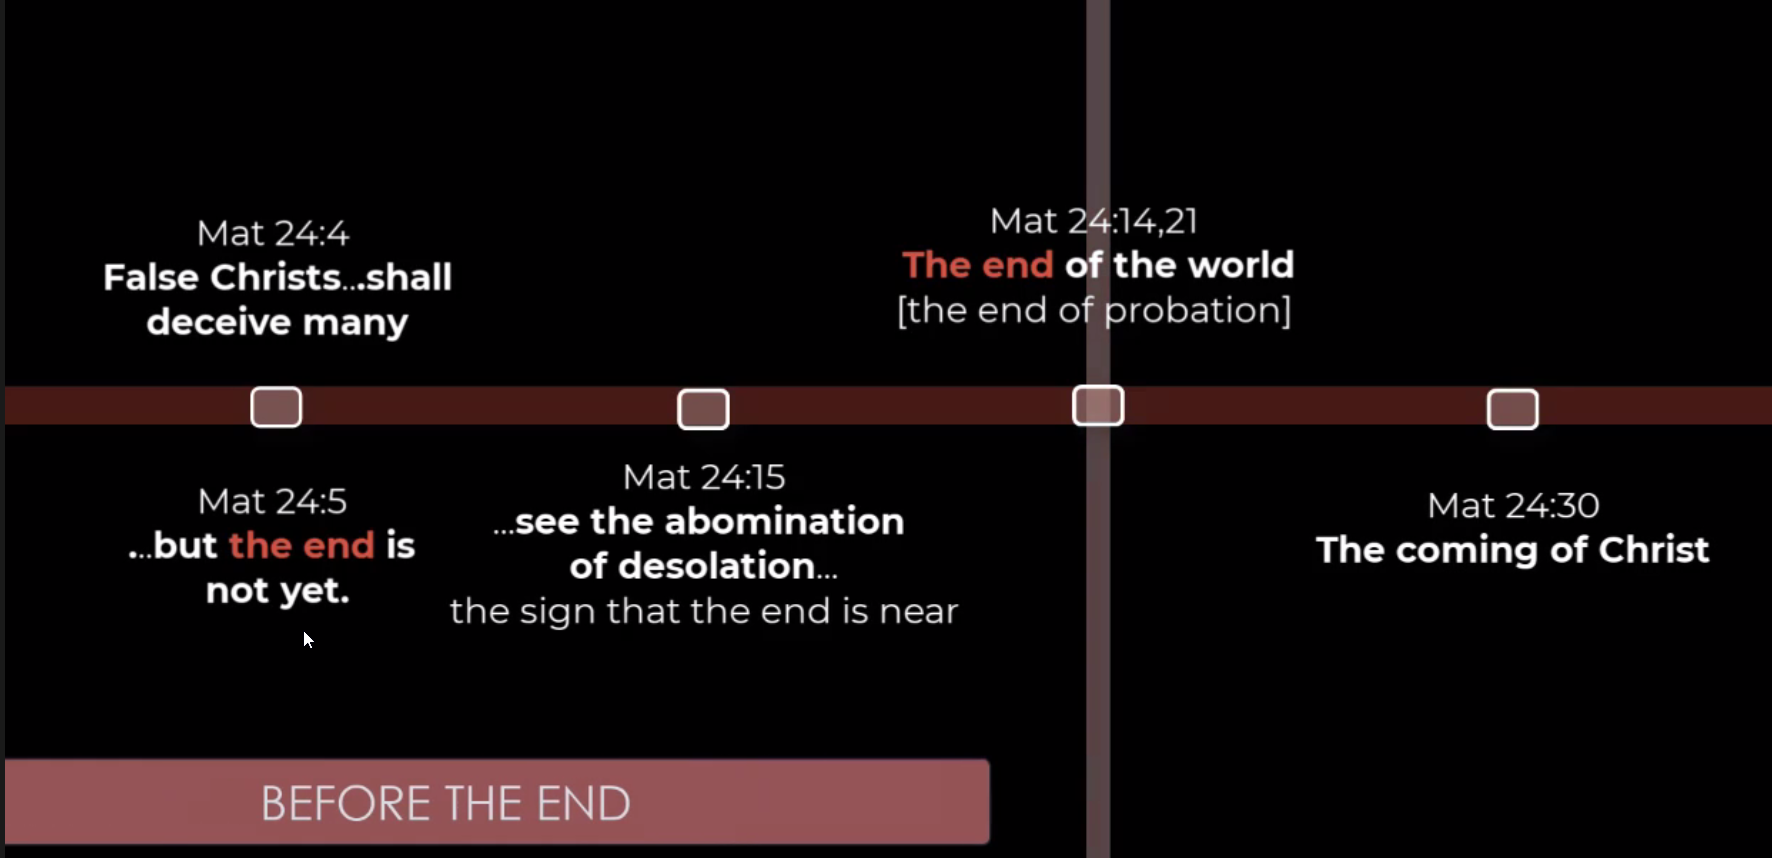 Mat 24:4
False Christs...shall
deceive many
Mat 24:5
...but the end is
not yet.
Mat 24:15
...see the abomination
of desolation...
the sign that the end is near
Mat 24:14,21
The end of the world
[the end of probation]
Mat 24:30
The coming of Christ
BEFORE THE END